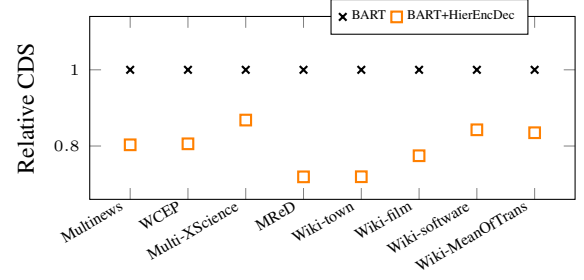 BART BART+HierEncDec
Relative CDS
1
0.8
Multinews
WCEP
Multi-XScience
MReD
Wiki-town
Wiki-film
Wiki-software
Wiki-MeanOfTrans